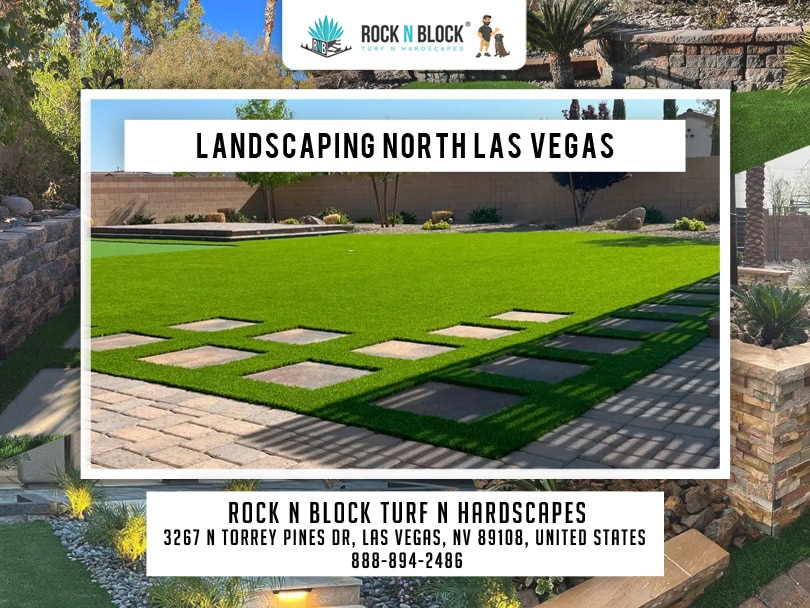 ROCK N BLOCK®
TURF N HARDSCAPES
RNB
LANDSCAPING NORTH LAS VEGAS
ROCK N BLOCK TURF N HARDSCAPES
3267 N TORREY PINES DR, LAS VEGAS, NV 89108, UNITED STATES
888-894-2486